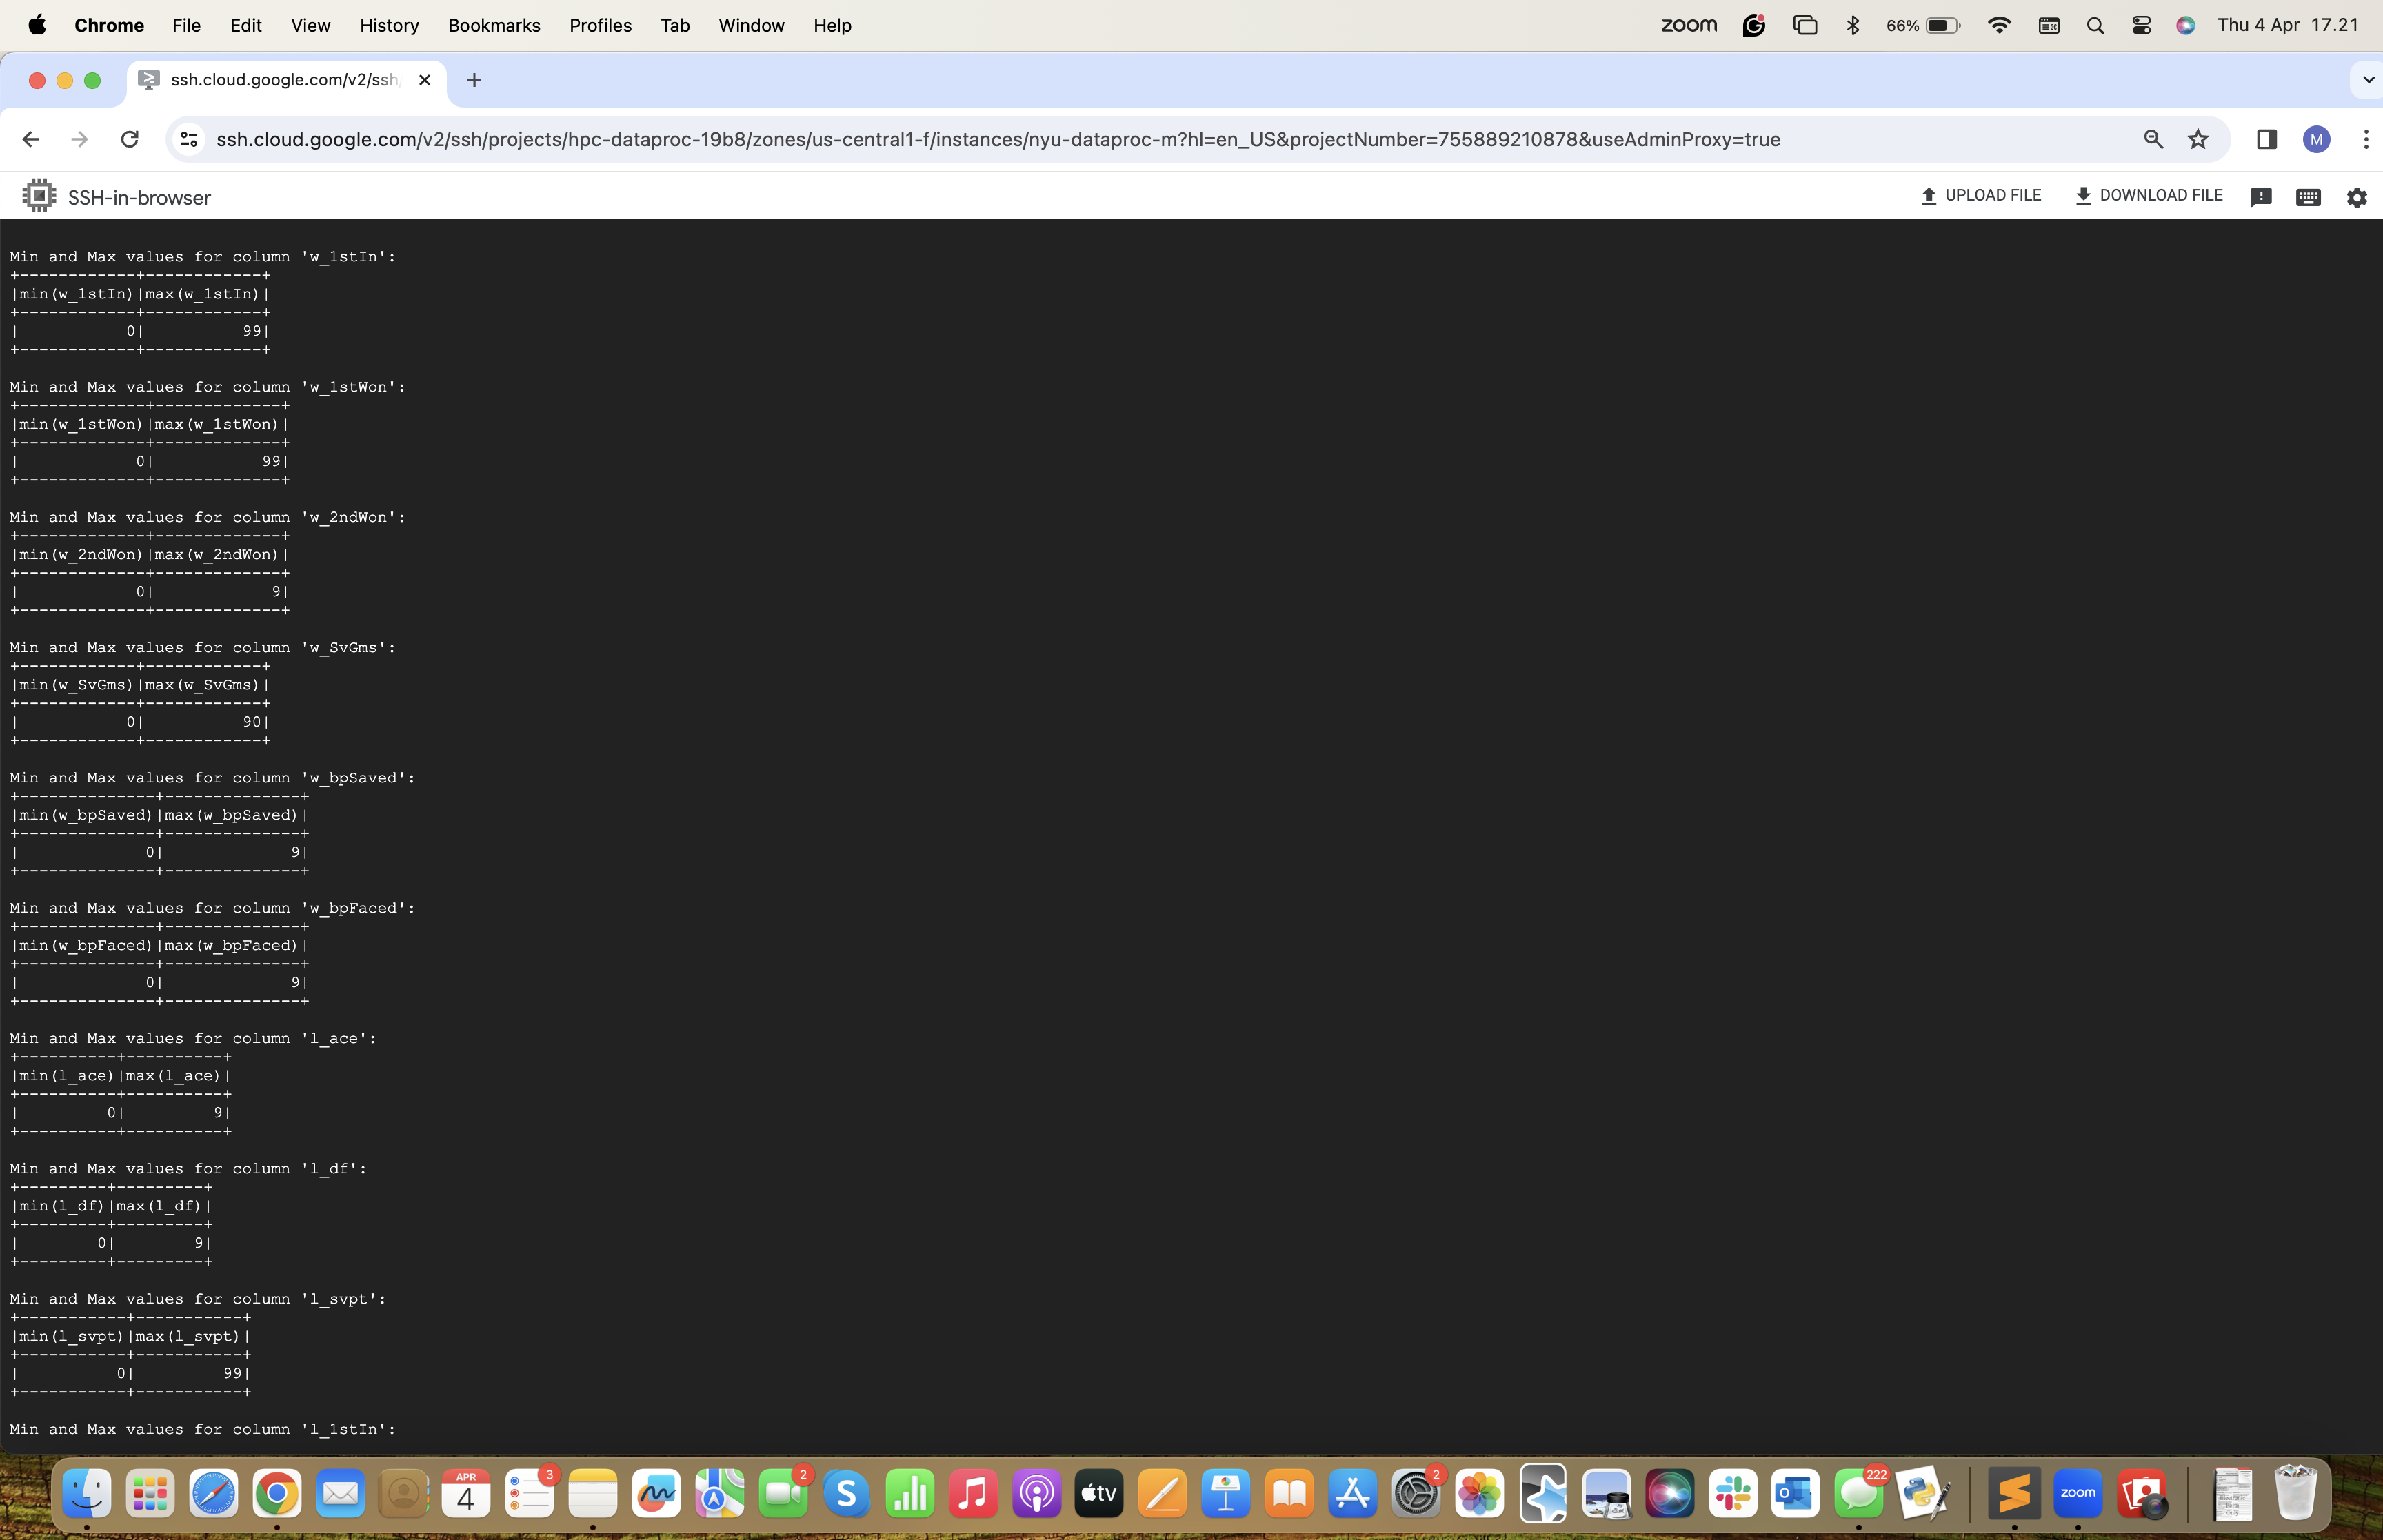 Chrome File Edit View History Bookmarks Profiles Tab Window Help zoom 66% Thu 4 Apr 17.21
ssh.cloud.google.com/v2/ssh
ssh.cloud.google.com/v2/ssh/projects/hpc-dataproc-19b8/zones/us-central1-f/instances/nyu-dataproc-m?hl=en_US&projectNumber=755889210878&useAdminProxy=true M
SSH-in-browser UPLOAD FILE DOWNLOAD FILE
Min and Max values for column 'w_1stIn':
+------------+------------+
|min(w_1stIn)|max(w_1stIn)|
+------------+------------+
|           0|          99|
+------------+------------+
Min and Max values for column 'w_1stWon':
+-------------+-------------+
|min(w_1stWon)|max(w_1stWon)|
+-------------+-------------+
|            0|           99|
+-------------+-------------+
Min and Max values for column 'w_2ndWon':
+-------------+-------------+
|min(w_2ndWon)|max(w_2ndWon)|
+-------------+-------------+
|            0|            9|
+-------------+-------------+
Min and Max values for column 'w_SvGms':
+------------+------------+
|min(w_SvGms)|max(w_SvGms)|
+------------+------------+
|           0|          90|
+------------+------------+
Min and Max values for column 'w_bpSaved':
+--------------+--------------+
|min(w_bpSaved)|max(w_bpSaved)|
+--------------+--------------+
|             0|             9|
+--------------+--------------+
Min and Max values for column 'w_bpFaced':
+--------------+--------------+
|min(w_bpFaced)|max(w_bpFaced)|
+--------------+--------------+
|             0|             9|
+--------------+--------------+
Min and Max values for column 'l_ace':
+----------+----------+
|min(l_ace)|max(l_ace)|
+----------+----------+
|         0|         9|
+----------+----------+
Min and Max values for column 'l_df':
+---------+---------+
|min(l_df)|max(l_df)|
+---------+---------+
|        0|        9|
+---------+---------+
Min and Max values for column 'l_svpt':
+-----------+-----------+
|min(l_svpt)|max(l_svpt)|
+-----------+-----------+
|          0|         99|
+-----------+-----------+
Min and Max values for column 'l_1stIn':
APR 3 2 2 222
4 S tv zoom